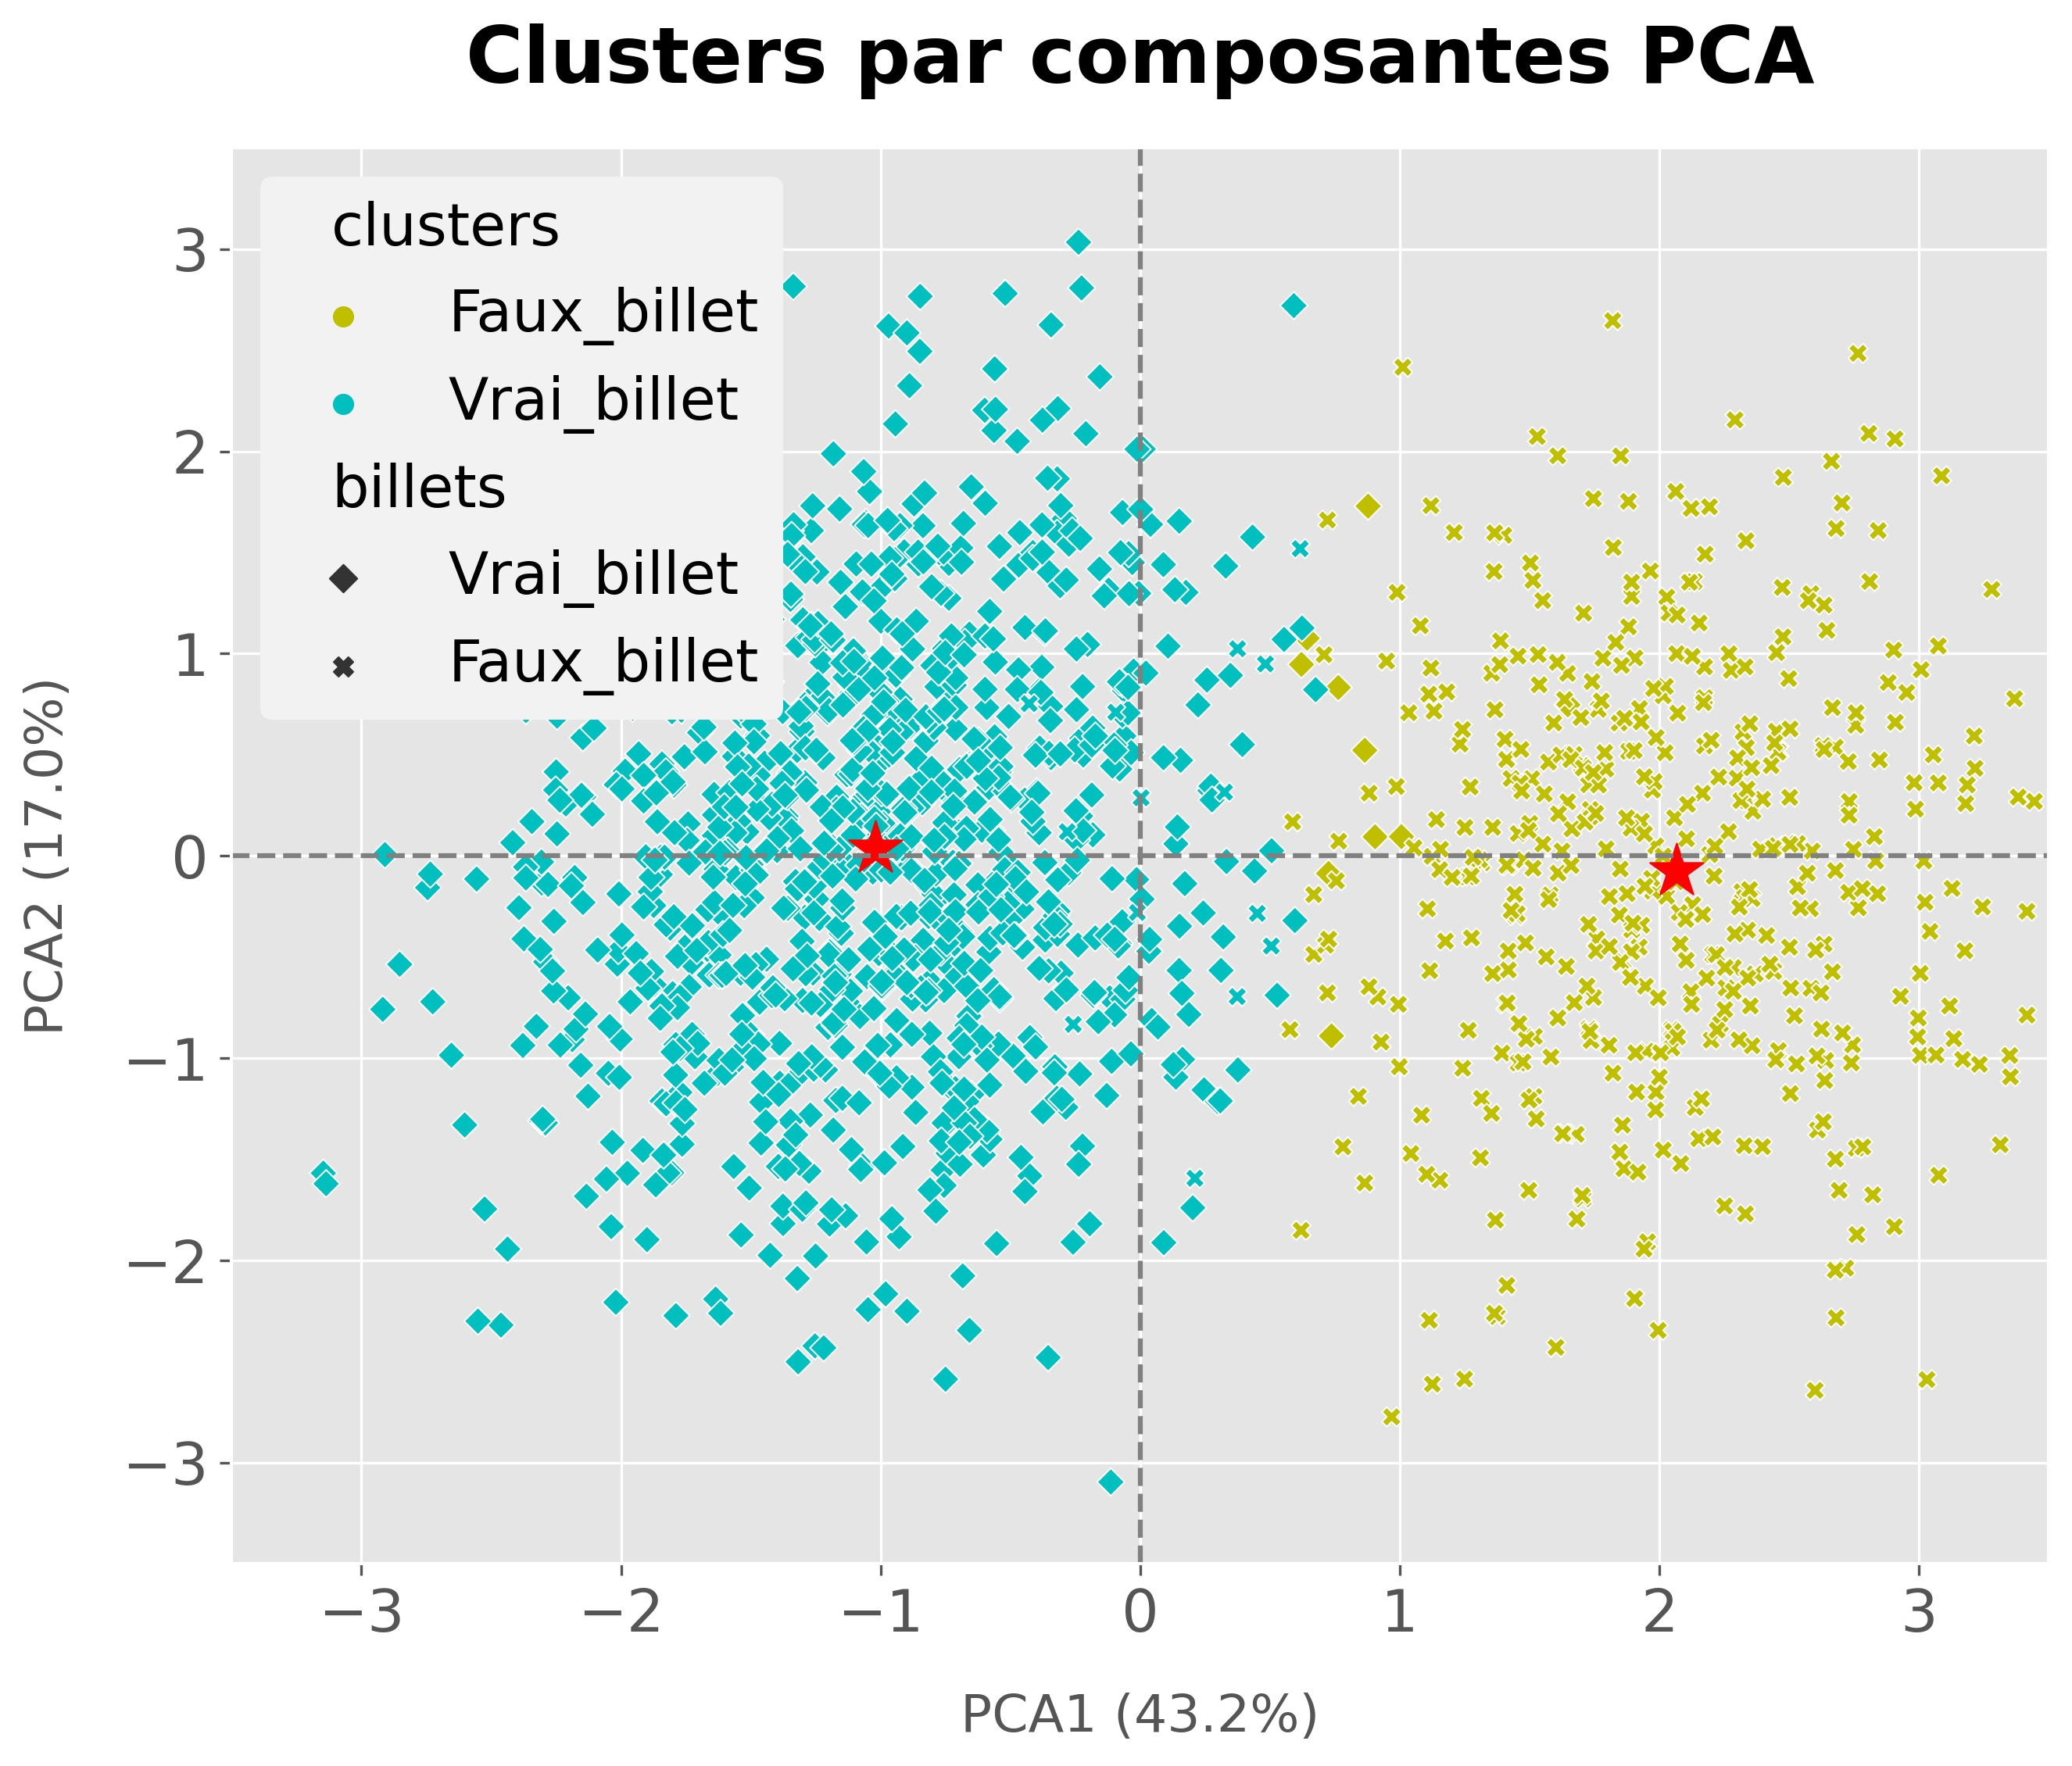 Clusters par composantes PCA
clusters
Faux_billet
Vrai_billet
billets
Vrai_billet
Faux_billet
3
2
1
0
−1
−2
−3
PCA2 (17.0%)
−3 −2 −1 0 1 2 3
PCA1 (43.2%)